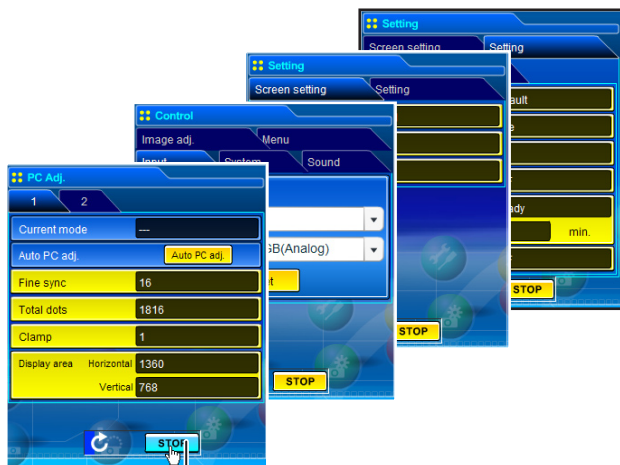 Setting
Screen setting Setting
ault
e
ady
min.
STOP
Setting
Screen setting Setting
STOP
Control
Image adj. Menu
Input System Sound
GB(Analog)
et
STOP
PC Adj.
1 2
Current mode ---
Auto PC adj. Auto PC adj.
Fine sync 16
Total dots 1816
Clamp 1
Display area Horizontal 1360
Vertical 768
STOP